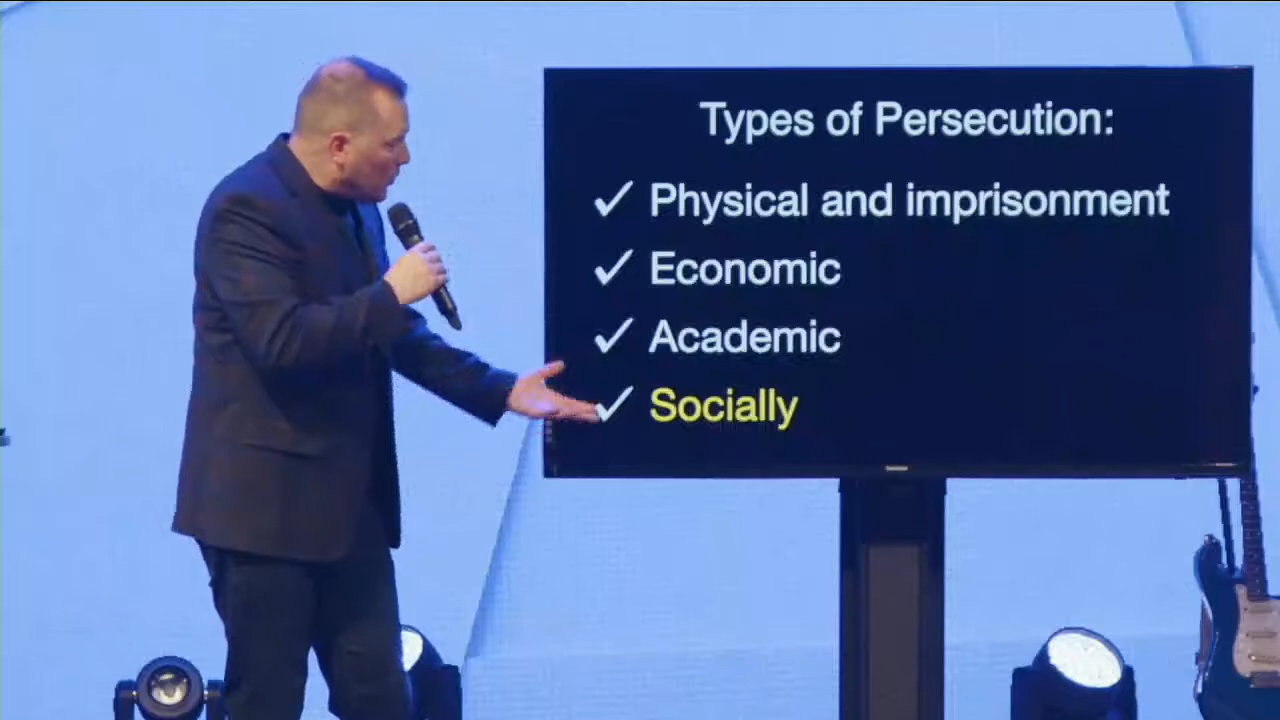 Types of Persecution:
✓ Physical and imprisonment
✓ Economic
✓ Academic
✓ Socially